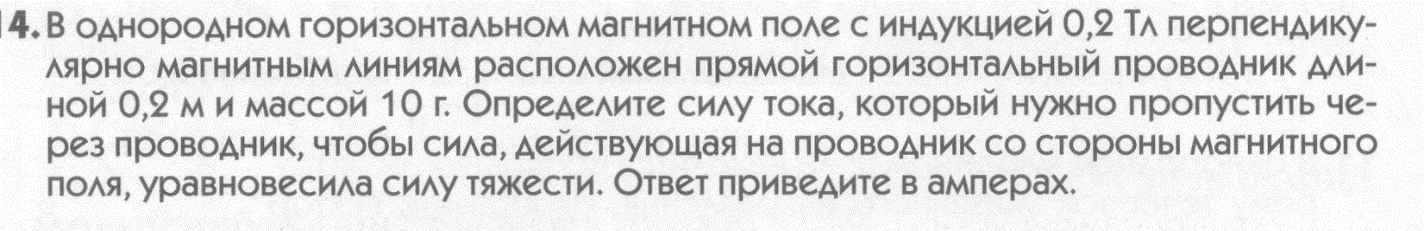 14. В однородном горизонтальном магнитном поле с индукцией 0,2 Тл перпендику-
лярно магнитным линиям расположен прямой горизонтальный проводник дли-
ной 0,2 м и массой 10 г. Определите силу тока, который нужно пропустить че-
рез проводник, чтобы сила, действующая на проводник со стороны магнитного
поля, уравновесила силу тяжести. Ответ приведите в амперах.